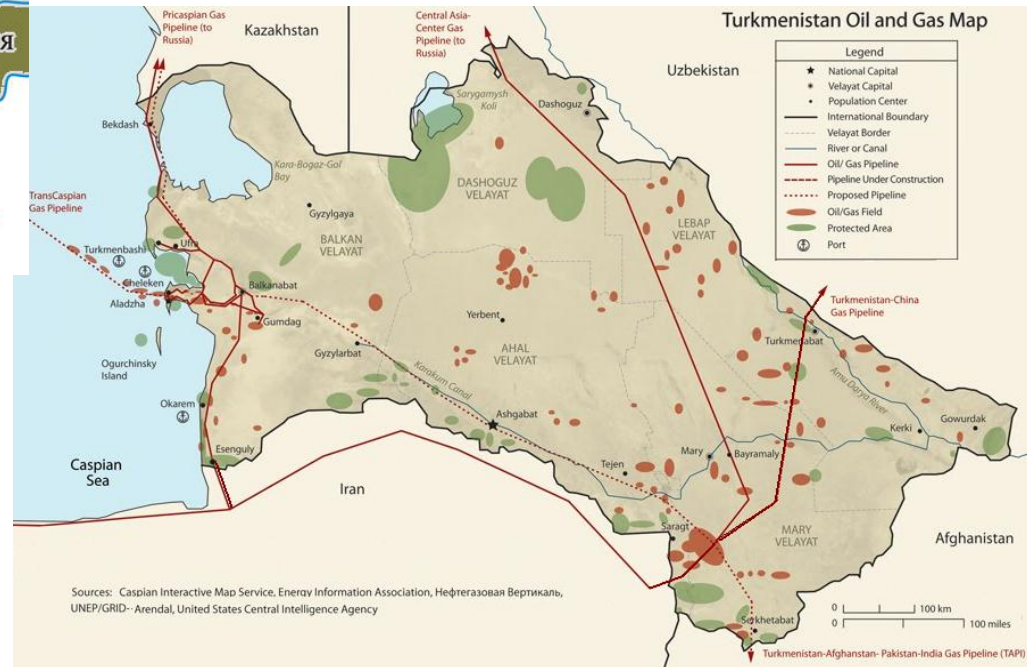 я
Turkmenistan Oil and Gas Map
Legend
National Capital
Velayat Capital
Population Center
International Boundary
Velayat Border
River or Canal
Oil/ Gas Pipeline
Pipeline Under Construction
Proposed Pipeline
Oil/Gas Field
Protected Area
Port
Pricaspian Gas
Pipeline (to
Russia)
Kazakhstan
Central Asia-
Center Gas
Pipeline (to
Russia)
Uzbekistan
Sarygamysh
Koli
Dashoguz
Bekdash
Kara-Bogaz-Gol
Bay
DASHOGUZ
VELAYAT
TransCaspian
Gas Pipeline
Gyzylgaya
LEBAP
VELAYAT
BALKAN
VELAYAT
Turkmenbashi
Ufra
Cheleken
Aladzha
Balkanabat
Turkmenistan-China
Gas Pipeline
Gumdag
Yerbent
Turkmenabat
Gyzylarbat
AHAL
VELAYAT
Ogurchinsky
Island
Karakum Canal
Amu Darya River
Okarem
Ashgabat
Gowurdak
Kerki
Esenguly
Mary
Bayramaly
Caspian
Sea
Tejen
Iran
Saragt
MARY
VELAYAT
Afghanistan
Sources: Caspian Interactive Map Service, Energy Information Association, Нефтегазовая Вертикаль,
UNEP/GRID--Arendal, United States Central Intelligence Agency
0 100 km
0 100 miles
Serkhetabat
Turkmenistan-Afghanstan- Pakistan-India Gas Pipeline (TAPI)